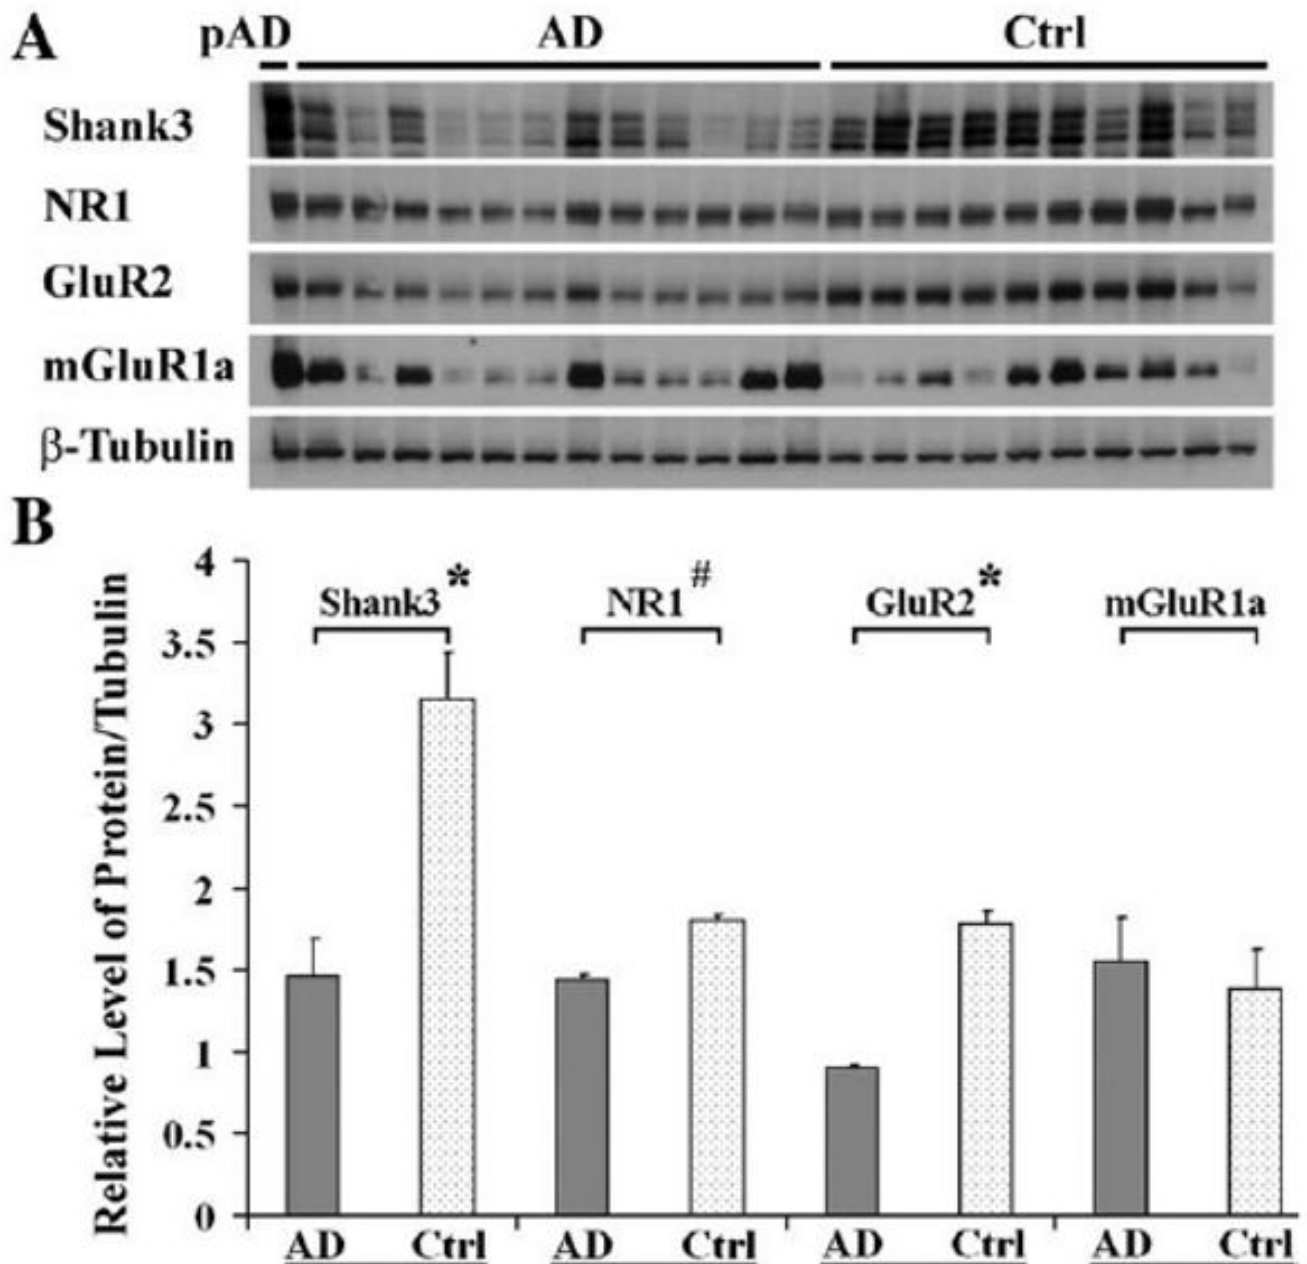 A pAD AD Ctrl
Shank3
NR1
GluR2
mGluR1a
β-Tubulin
B
Relative Level of Protein/Tubulin
4
3.5
3
2.5
2
1.5
1
0.5
0
Shank3 * NR1 # GluR2 * mGluR1a
AD Ctrl AD Ctrl AD Ctrl AD Ctrl